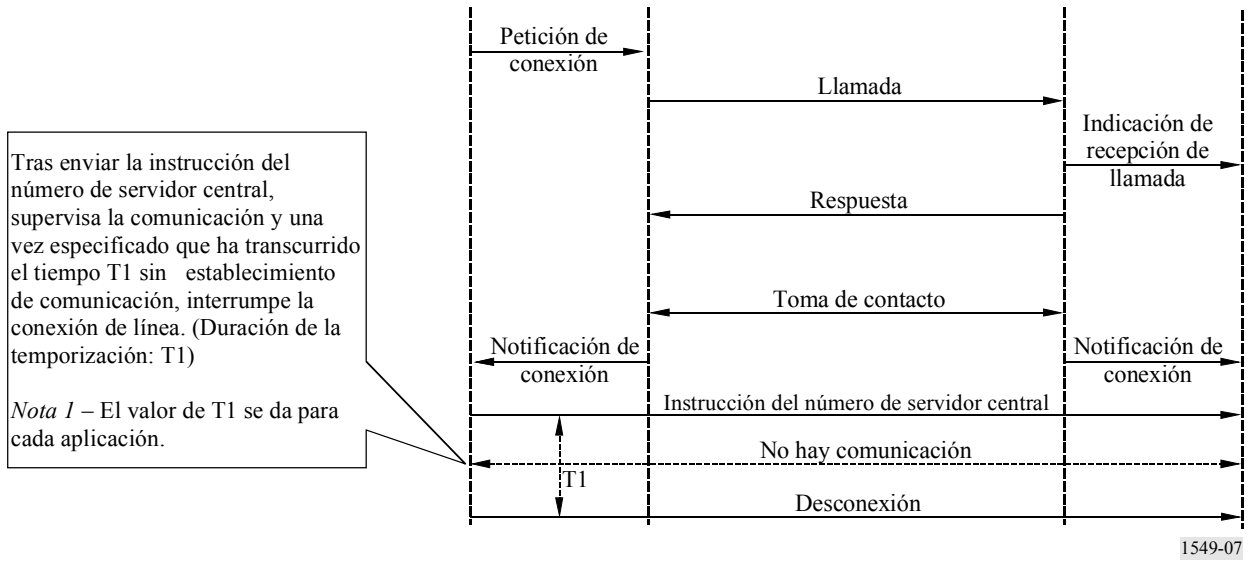 Petición de
conexión
Llamada
Indicación de
recepción de
llamada
Respuesta
Toma de contacto
Notificación de
conexión
Notificación de
conexión
Instrucción del número de servidor central
No hay comunicación
T1
Desconexión
Tras enviar la instrucción del
número de servidor central,
supervisa la comunicación y una
vez especificado que ha transcurrido
el tiempo T1 sin establecimiento
de comunicación, interrumpe la
conexión de línea. (Duración de la
temporización: T1)
Nota 1 – El valor de T1 se da para
cada aplicación.
1549-07